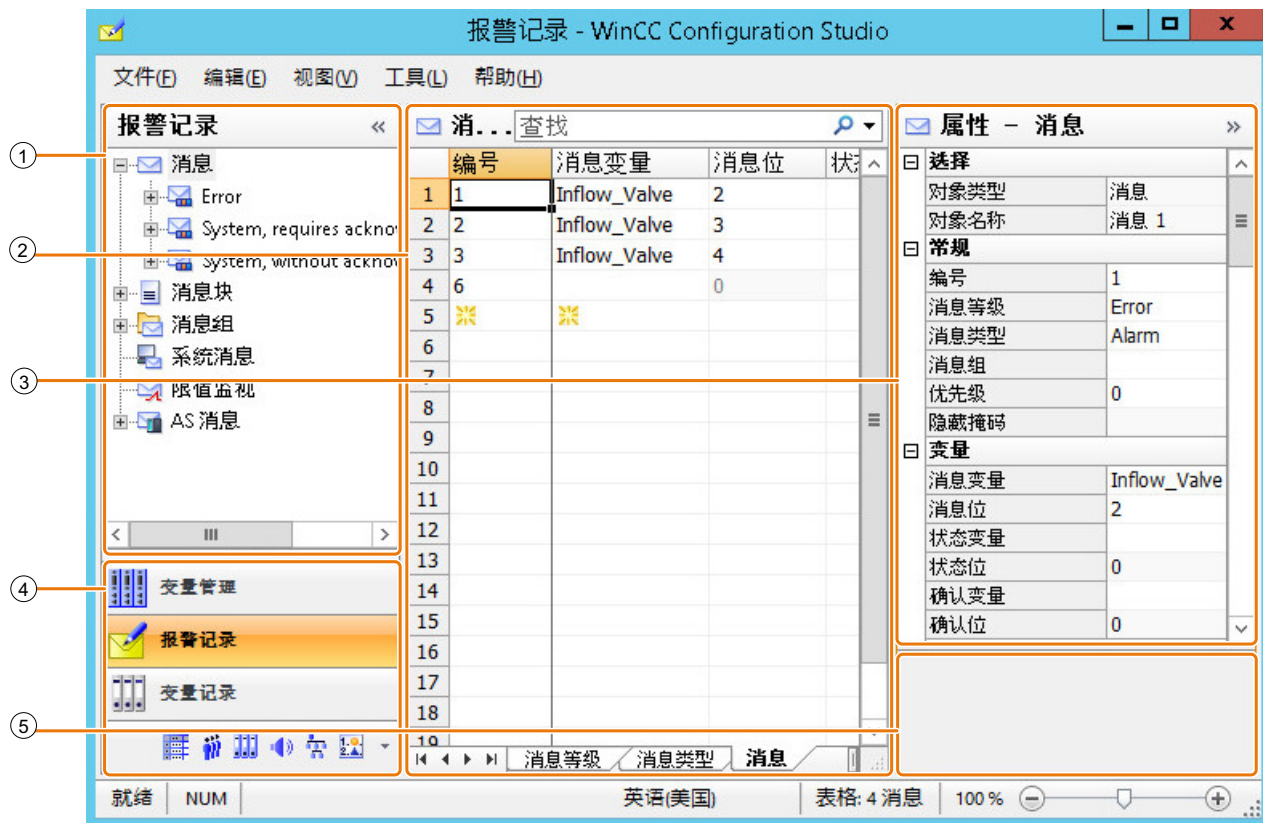 报警记录 - WinCC Configuration Studio
文件(F) 编辑(E) 视图(V) 工具(L) 帮助(H)
报警记录 «
① 消息
Error
② System, requires ackno
System, without acknov
消息块
消息组
系统消息
③ 限值监视
AS 消息
④ 变量管理
报警记录
变量记录
⑤
消... 查找
编号 消息变量 消息位 状
1 1 Inflow_Valve 2
2 2 Inflow_Valve 3
3 3 Inflow_Valve 4
4 6 0
5
6
7
8
9
10
11
12
13
14
15
16
17
18
19
消息等级 消息类型 消息
属性 - 消息 »
选择
对象类型 消息
对象名称 消息 1
常规
编号 1
消息等级 Error
消息类型 Alarm
消息组
优先级 0
隐藏掩码
变量
消息变量 Inflow_Valve
消息位 2
状态变量
状态位 0
确认变量
确认位 0
就绪 NUM 英语(美国) 表格: 4 消息 100 %